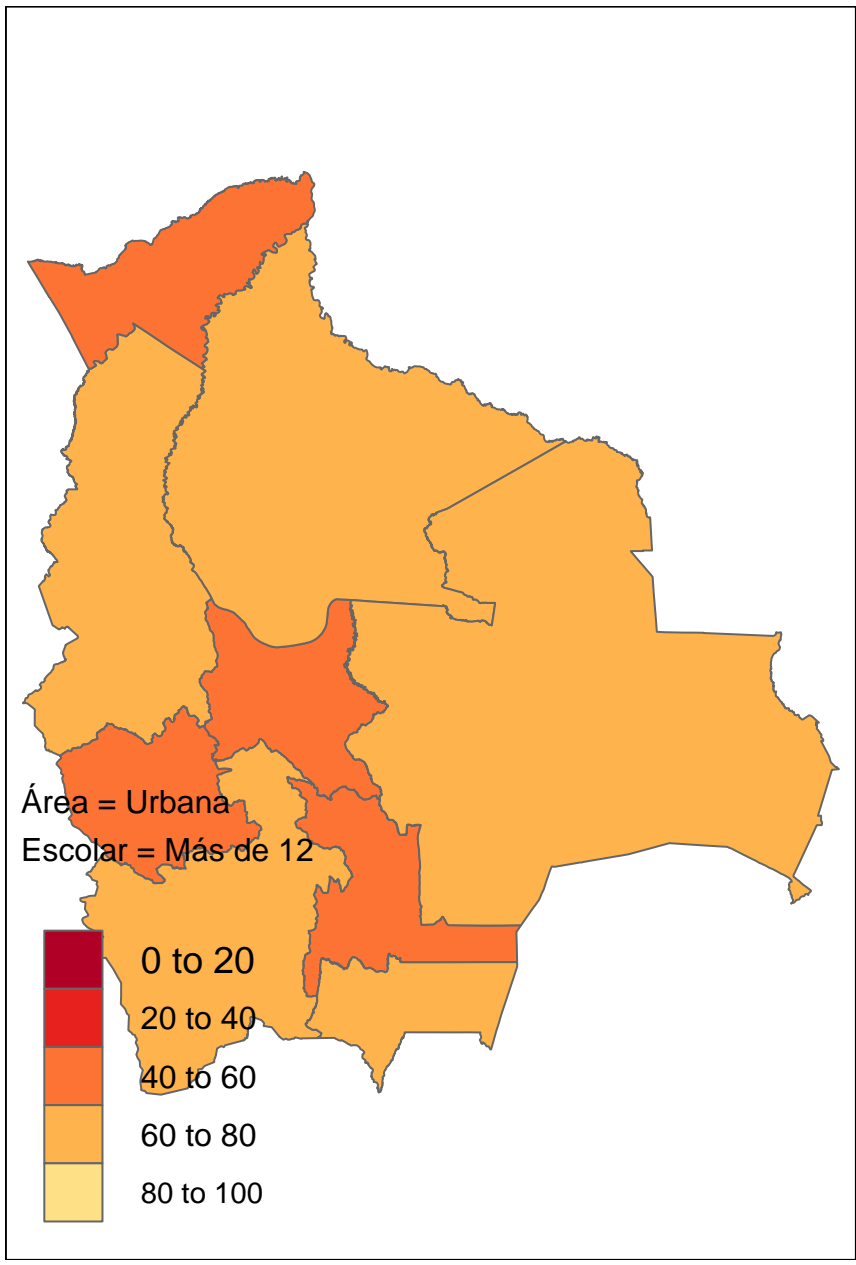 Área = Urbana
Escolar = Más de 12
0 to 20
20 to 40
40 to 60
60 to 80
80 to 100